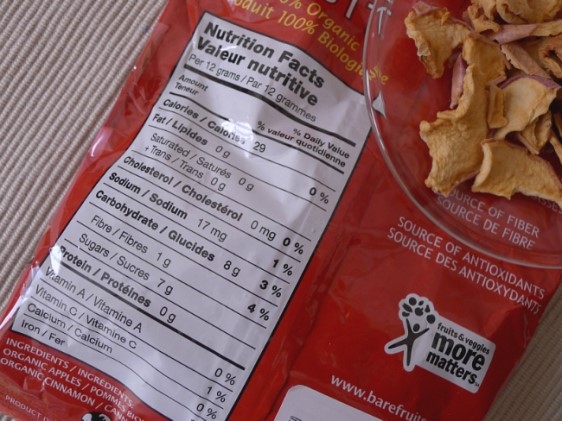 100% Organic
Produit 100% Biologique
Nutrition Facts
Valeur nutritive
Per 12 grams / Par 12 grammes
Amount
Teneur
% Daily Value
% valeur quotidienne
Calories / Calories 29
Fat / Lipides 0 g 0 %
Saturated / Saturés 0 g
+ Trans / Trans 0 g
Cholesterol / Cholestérol 0 mg 0 %
Sodium / Sodium 17 mg 1 %
Carbohydrate / Glucides 8 g 3 %
Fibre / Fibres 1 g 4 %
Sugars / Sucres 7 g
Protein / Protéines 0 g
Vitamin A / Vitamine A 0 %
Vitamin C / Vitamine C 1 %
Calcium / Calcium 0 %
Iron / Fer
INGREDIENTS / INGRÉDIENTS
ORGANIC APPLES / POMMES
ORGANIC CINNAMON /
PRODUCT
SOURCE OF FIBER
SOURCE DE FIBRE
SOURCE OF ANTIOXIDANTS
SOURCE DES ANTIOXYDANTS
fruits & veggies
more
matters
www.barefruit